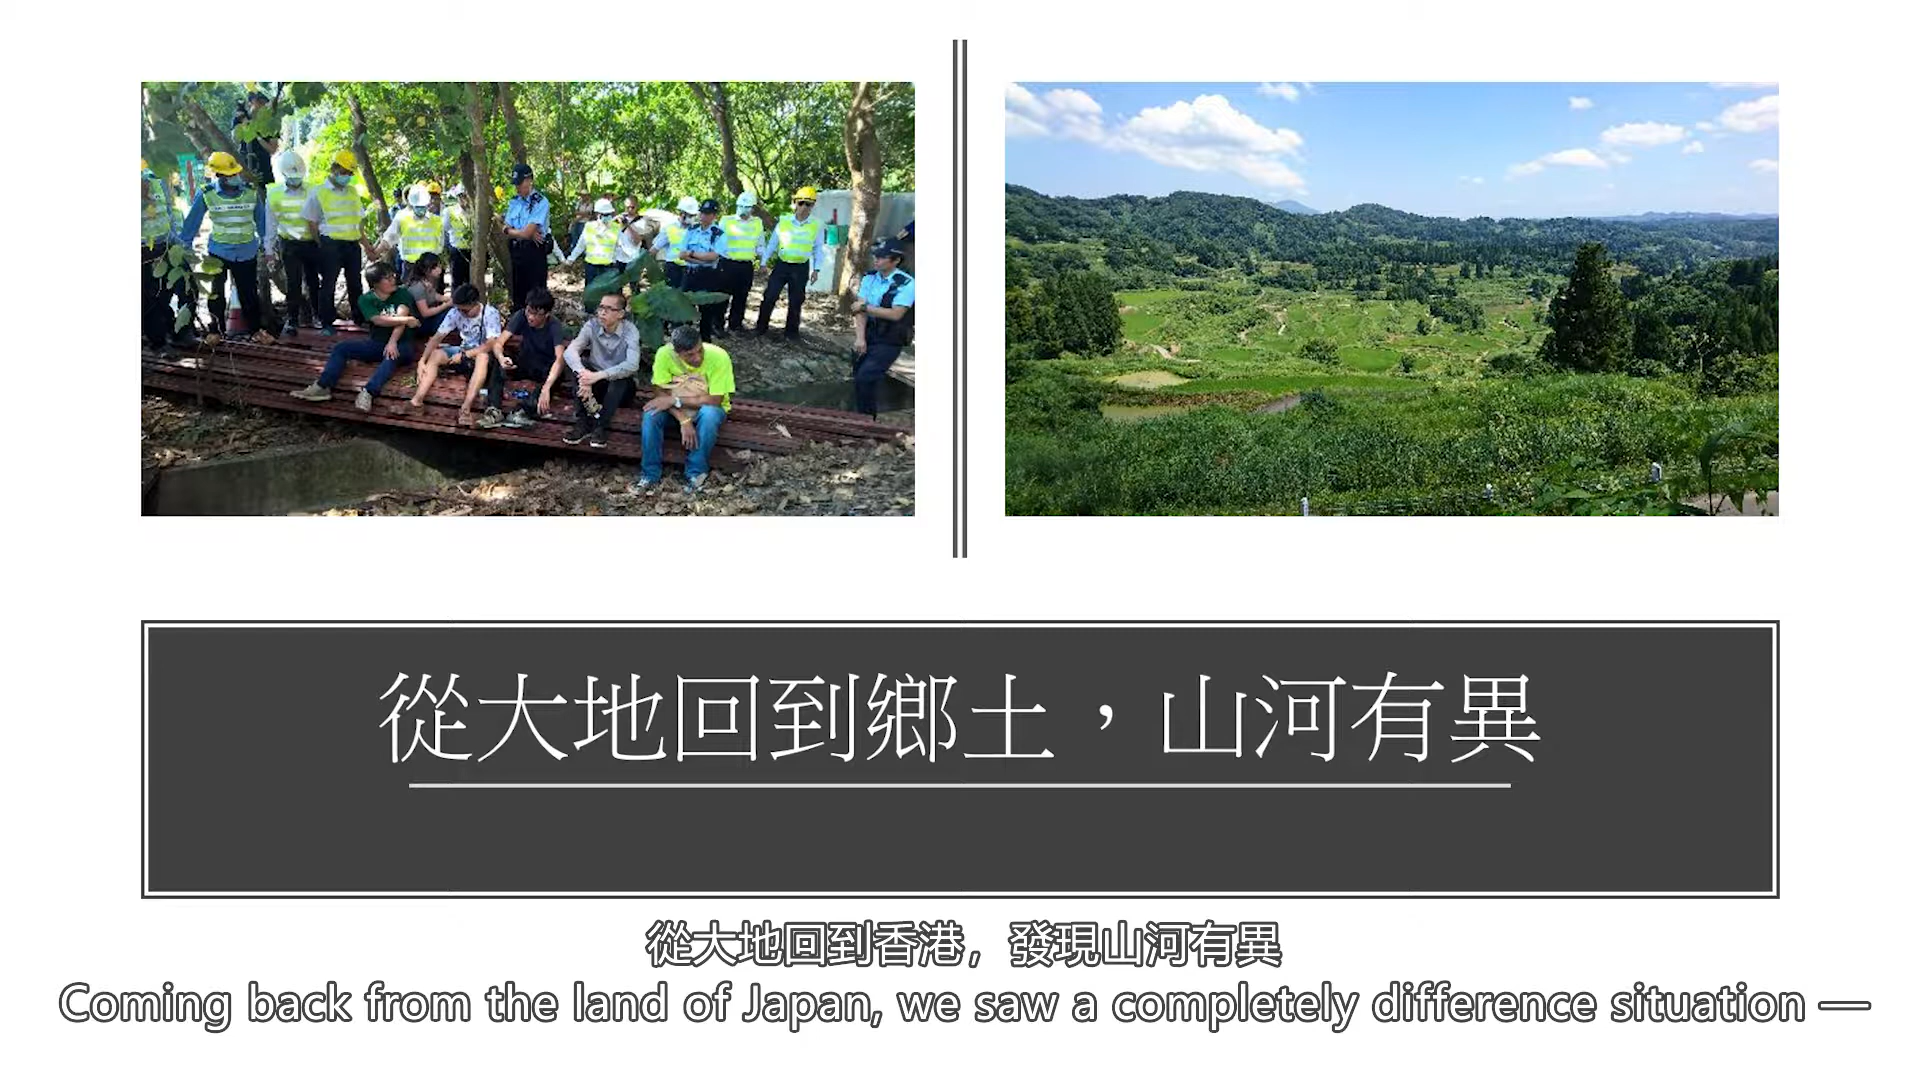 從大地回到鄉土，山河有異
從大地回到香港，發現山河有異
Coming back from the land of Japan, we saw a completely difference situation —